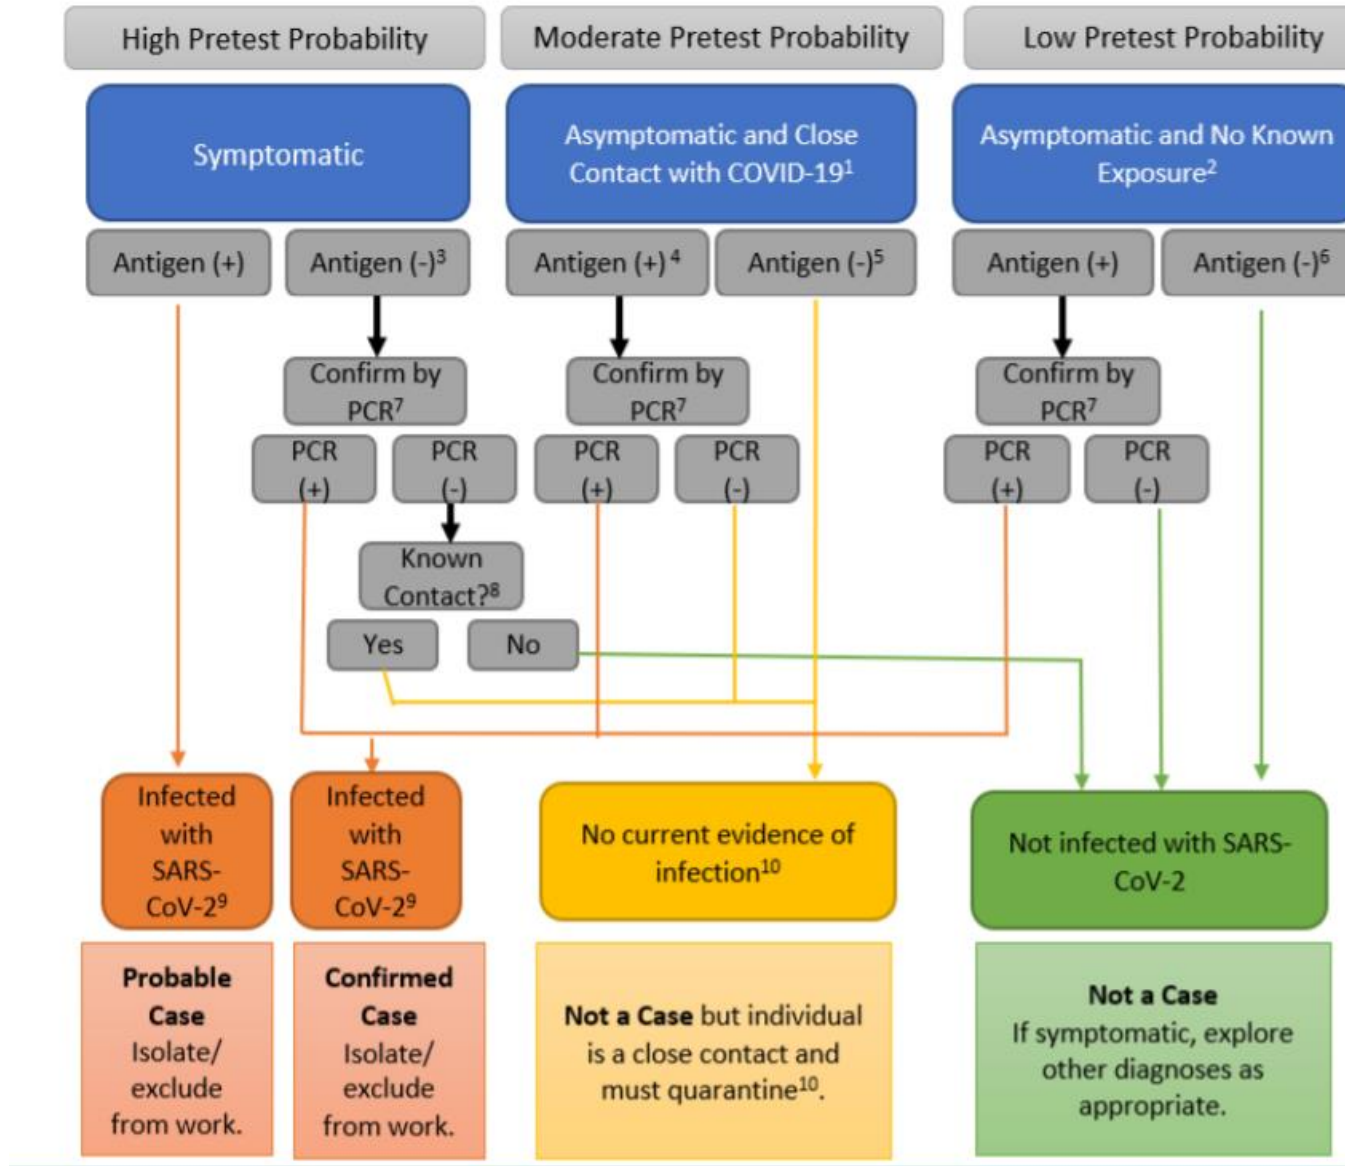 High Pretest Probability
Moderate Pretest Probability
Low Pretest Probability
Symptomatic
Asymptomatic and Close
Contact with COVID-19¹
Asymptomatic and No Known
Exposure²
Antigen (+)
Antigen (-)³
Antigen (+) ⁴
Antigen (-)⁵
Antigen (+)
Antigen (-)⁶
Confirm by
PCR⁷
Confirm by
PCR⁷
Confirm by
PCR⁷
PCR
(+)
PCR
(-)
PCR
(+)
PCR
(-)
PCR
(+)
PCR
(-)
Known
Contact?⁸
Yes
No
Infected
with
SARS-
CoV-2⁹
Infected
with
SARS-
CoV-2⁹
No current evidence of
infection¹⁰
Not infected with SARS-
CoV-2
Probable
Case
Isolate/
exclude
from work.
Confirmed
Case
Isolate/
exclude
from work.
Not a Case but individual
is a close contact and
must quarantine¹⁰.
Not a Case
If symptomatic, explore
other diagnoses as
appropriate.